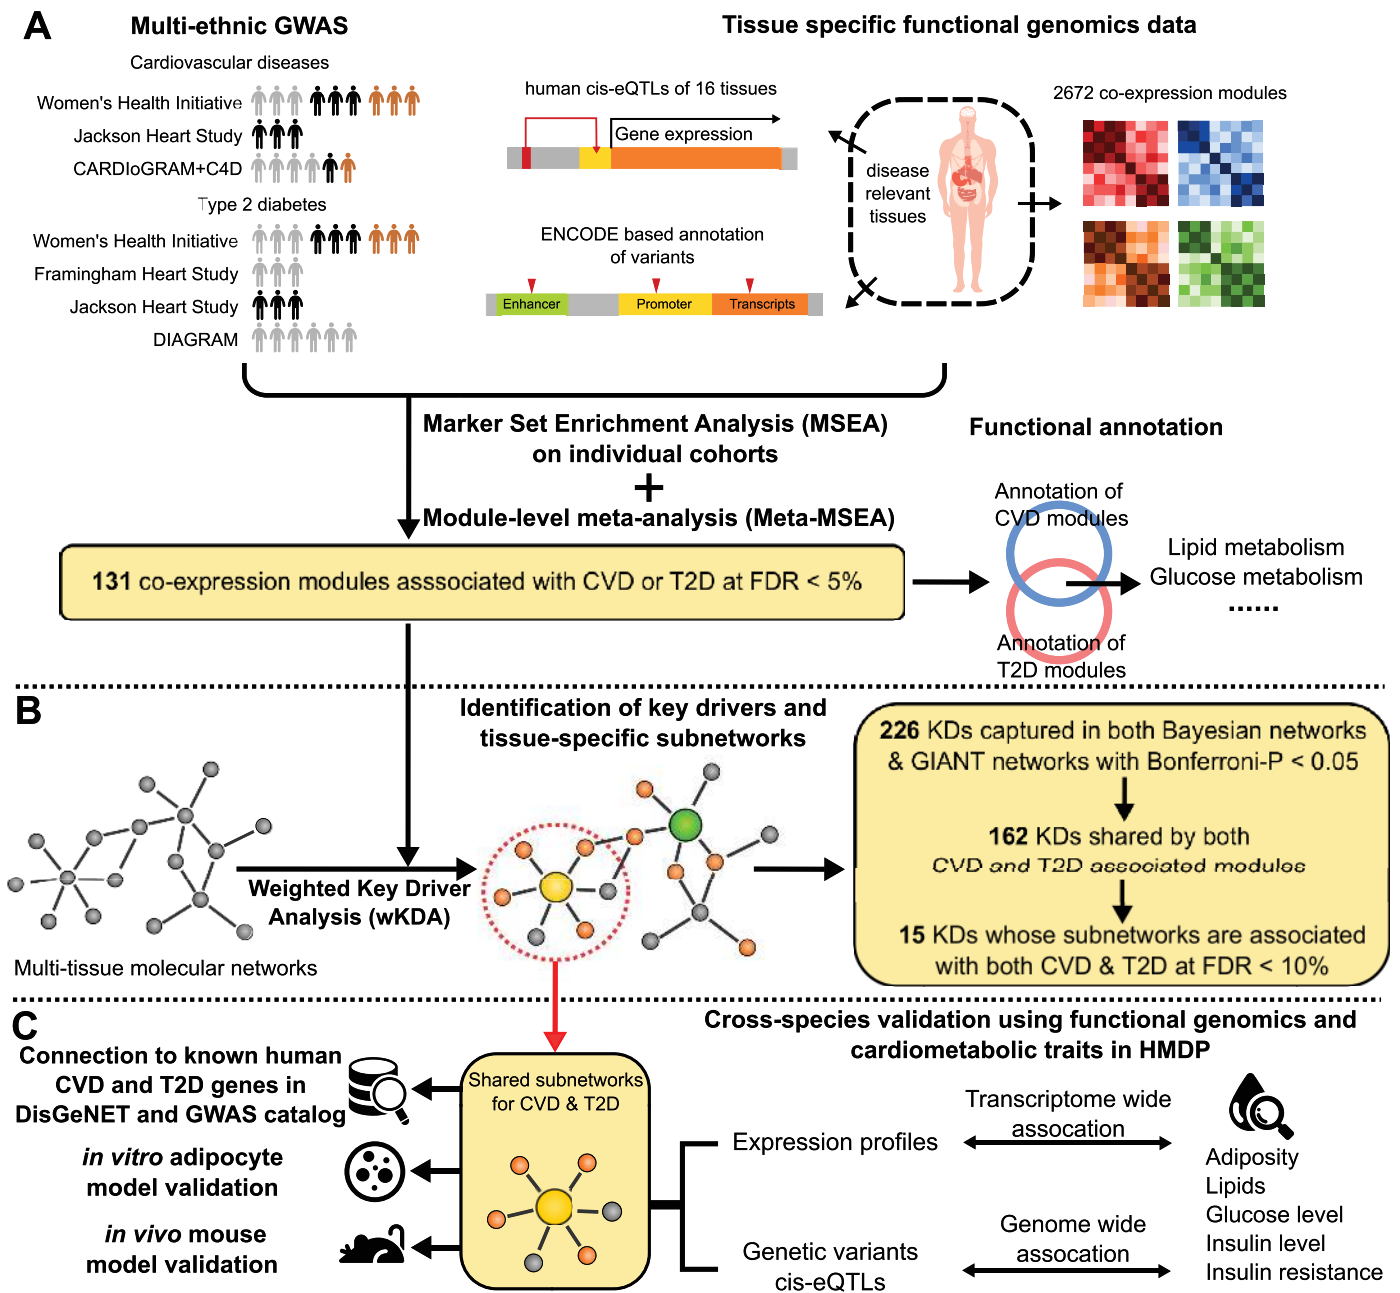 A
Multi-ethnic GWAS
Cardiovascular diseases
Women's Health Initiative
Jackson Heart Study
CARDIoGRAM+C4D
Type 2 diabetes
Women's Health Initiative
Framingham Heart Study
Jackson Heart Study
DIAGRAM
Tissue specific functional genomics data
human cis-eQTLs of 16 tissues
Gene expression
ENCODE based annotation
of variants
Enhancer
Promoter
Transcripts
disease
relevant
tissues
2672 co-expression modules
Marker Set Enrichment Analysis (MSEA)
on individual cohorts
+
Module-level meta-analysis (Meta-MSEA)
131 co-expression modules asssociated with CVD or T2D at FDR < 5%
Functional annotation
Annotation of
CVD modules
Annotation of
T2D modules
Lipid metabolism
Glucose metabolism
......
B
Identification of key drivers and
tissue-specific subnetworks
Weighted Key Driver
Analysis (wKDA)
Multi-tissue molecular networks
226 KDs captured in both Bayesian networks
& GIANT networks with Bonferroni-P < 0.05
162 KDs shared by both
CVD and T2D associated modules
15 KDs whose subnetworks are associated
with both CVD & T2D at FDR < 10%
C
Connection to known human
CVD and T2D genes in
DisGeNET and GWAS catalog
in vitro adipocyte
model validation
in vivo mouse
model validation
Shared subnetworks
for CVD & T2D
Cross-species validation using functional genomics and
cardiometabolic traits in HMDP
Expression profiles
Transcriptome wide
assocation
Genetic variants
cis-eQTLs
Genome wide
assocation
Adiposity
Lipids
Glucose level
Insulin level
Insulin resistance